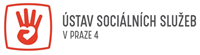 ÚSTAV SOCIÁLNÍCH SLUŽEB
V PRAZE 4